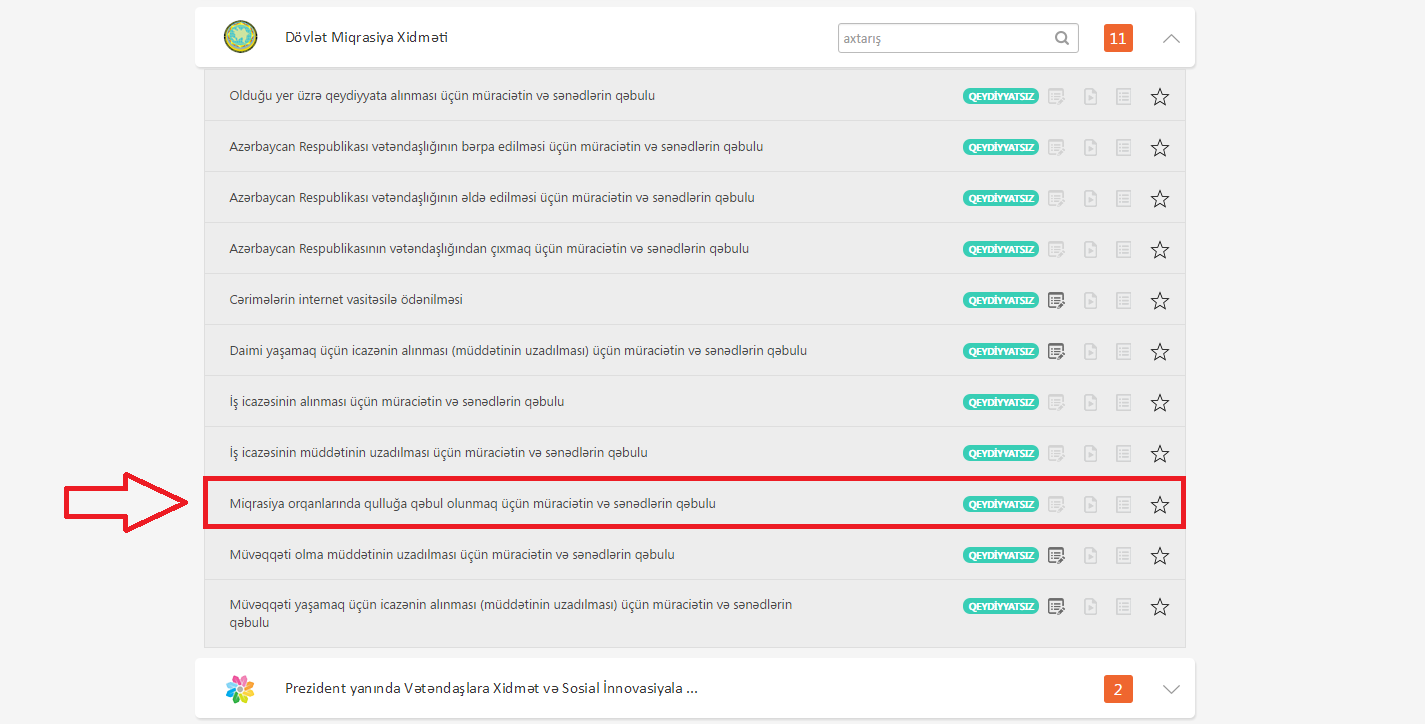 Dövlət Miqrasiya Xidməti
axtarış
11
Olduğu yer üzrə qeydiyyata alınması üçün müraciətin və sənədlərin qəbulu
QEYDİYYATSIZ
Azərbaycan Respublikası vətəndaşlığının bərpa edilməsi üçün müraciətin və sənədlərin qəbulu
QEYDİYYATSIZ
Azərbaycan Respublikası vətəndaşlığının əldə edilməsi üçün müraciətin və sənədlərin qəbulu
QEYDİYYATSIZ
Azərbaycan Respublikasının vətəndaşlığından çıxmaq üçün müraciətin və sənədlərin qəbulu
QEYDİYYATSIZ
Cərimələrin internet vasitəsilə ödənilməsi
QEYDİYYATSIZ
Daimi yaşamaq üçün icazənin alınması (müddətinin uzadılması) üçün müraciətin və sənədlərin qəbulu
QEYDİYYATSIZ
İş icazəsinin alınması üçün müraciətin və sənədlərin qəbulu
QEYDİYYATSIZ
İş icazəsinin müddətinin uzadılması üçün müraciətin və sənədlərin qəbulu
QEYDİYYATSIZ
Miqrasiya orqanlarında qulluğa qəbul olunmaq üçün müraciətin və sənədlərin qəbulu
QEYDİYYATSIZ
Müvəqqəti olma müddətinin uzadılması üçün müraciətin və sənədlərin qəbulu
QEYDİYYATSIZ
Müvəqqəti yaşamaq üçün icazənin alınması (müddətinin uzadılması) üçün müraciətin və sənədlərin
qəbulu
QEYDİYYATSIZ
Prezident yanında Vətəndaşlara Xidmət və Sosial İnnovasiyala ...
2